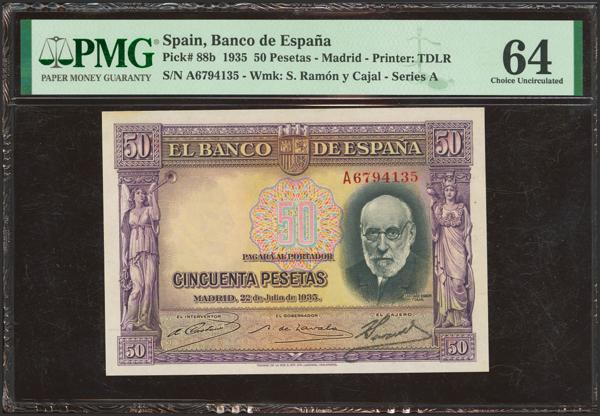 PMG
PAPER MONEY GUARANTY
Spain, Banco de España
Pick# 88b 1935 50 Pesetas - Madrid - Printer: TDLR
S/N A6794135 - Wmk: S. Ramón y Cajal - Series A
64
Choice Uncirculated
50
50
EL BANCO DE ESPAÑA
A6794135
50
PAGARÁ AL PORTADOR
CINCUENTA PESETAS
MADRID, 22 de Julio de 1935.
EL INTERVENTOR
EL GOBERNADOR
EL CAJERO
50
50